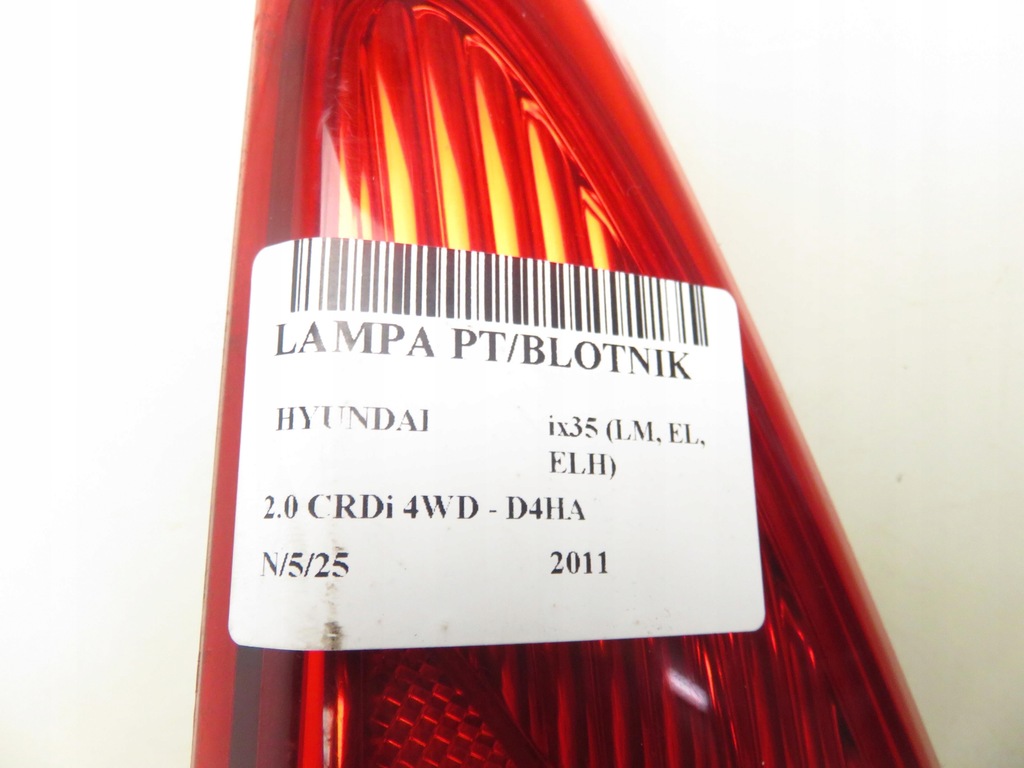 LAMPA PT/BLOTNIK
HYUNDAI ix35 (LM, EL,
ELH)
2.0 CRDi 4WD - D4HA
N/5/25 2011